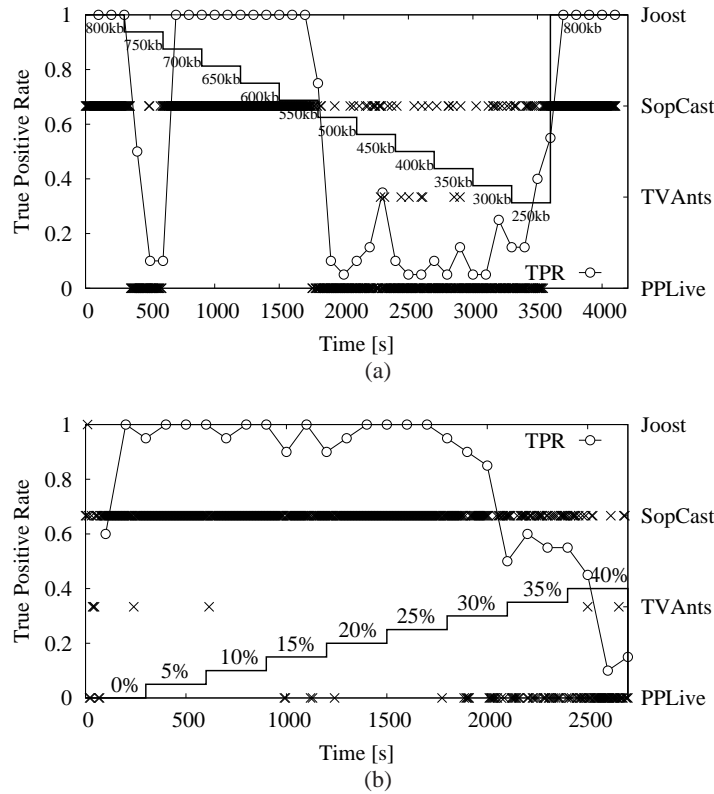 1 Joost
800kb 800kb
750kb
700kb
0.8
650kb
600kb
SopCast
550kb
0.6
500kb
450kb
True Positive Rate
400kb
0.4
350kb
300kb
TVAnts
250kb
0.2
TPR
0 PPLive
0 500 1000 1500 2000 2500 3000 3500 4000
Time [s]
(a)
1 Joost
TPR
0.8
SopCast
0.6
True Positive Rate
0.4
40%
35%
TVAnts
30%
25%
0.2
20%
15%
10%
5%
0%
0 PPLive
0 500 1000 1500 2000 2500
Time [s]
(b)